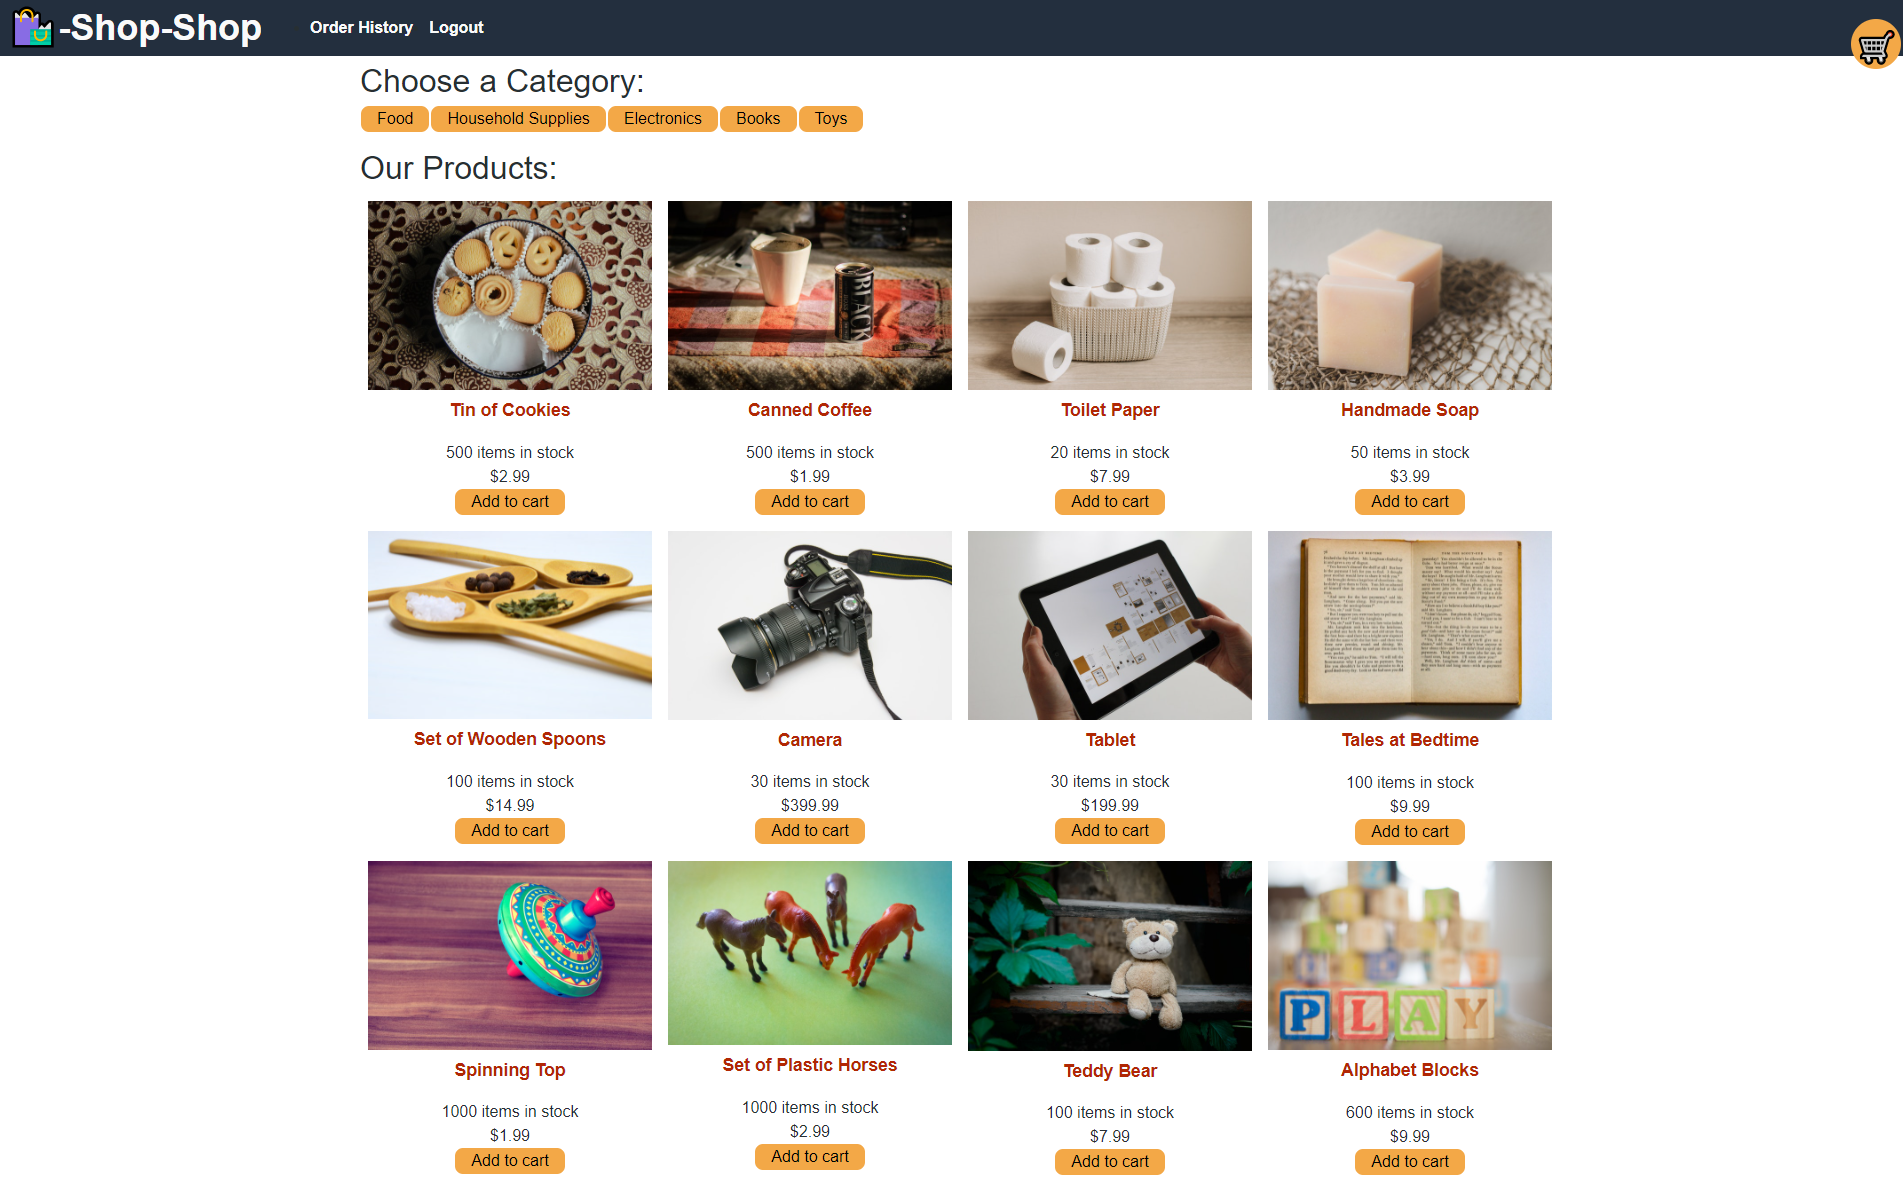 -Shop-Shop
Order History
Logout
Choose a Category:
Food
Household Supplies
Electronics
Books
Toys
Our Products:
BLACK
Tin of Cookies
500 items in stock
$2.99
Add to cart
Canned Coffee
500 items in stock
$1.99
Add to cart
Toilet Paper
20 items in stock
$7.99
Add to cart
Handmade Soap
50 items in stock
$3.99
Add to cart
Set of Wooden Spoons
100 items in stock
$14.99
Add to cart
Camera
30 items in stock
$399.99
Add to cart
Tablet
30 items in stock
$199.99
Add to cart
Tales at Bedtime
100 items in stock
$9.99
Add to cart
Spinning Top
1000 items in stock
$1.99
Add to cart
Set of Plastic Horses
1000 items in stock
$2.99
Add to cart
Teddy Bear
100 items in stock
$7.99
Add to cart
PLAY
Alphabet Blocks
600 items in stock
$9.99
Add to cart